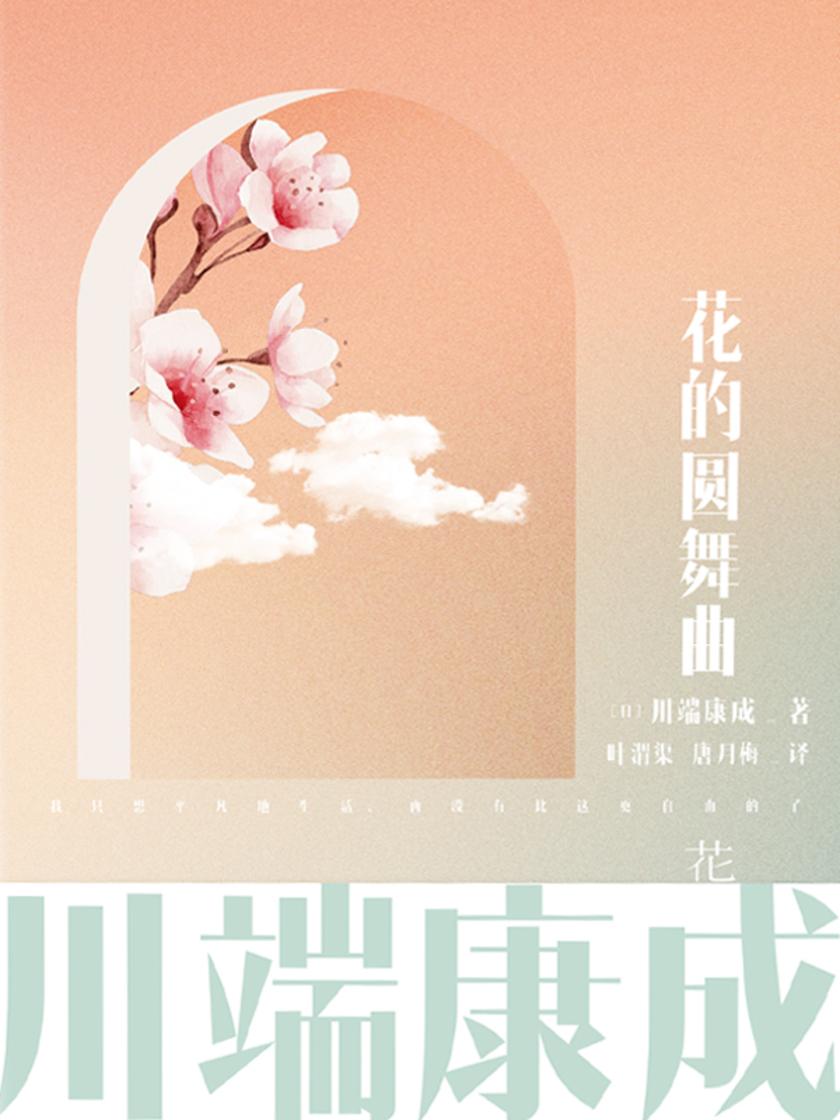 花的圆舞曲
[日]川端康成_著
叶渭渠 唐月梅_译
我只想平凡地生活、再没有比这更自由的了
花
川端康成